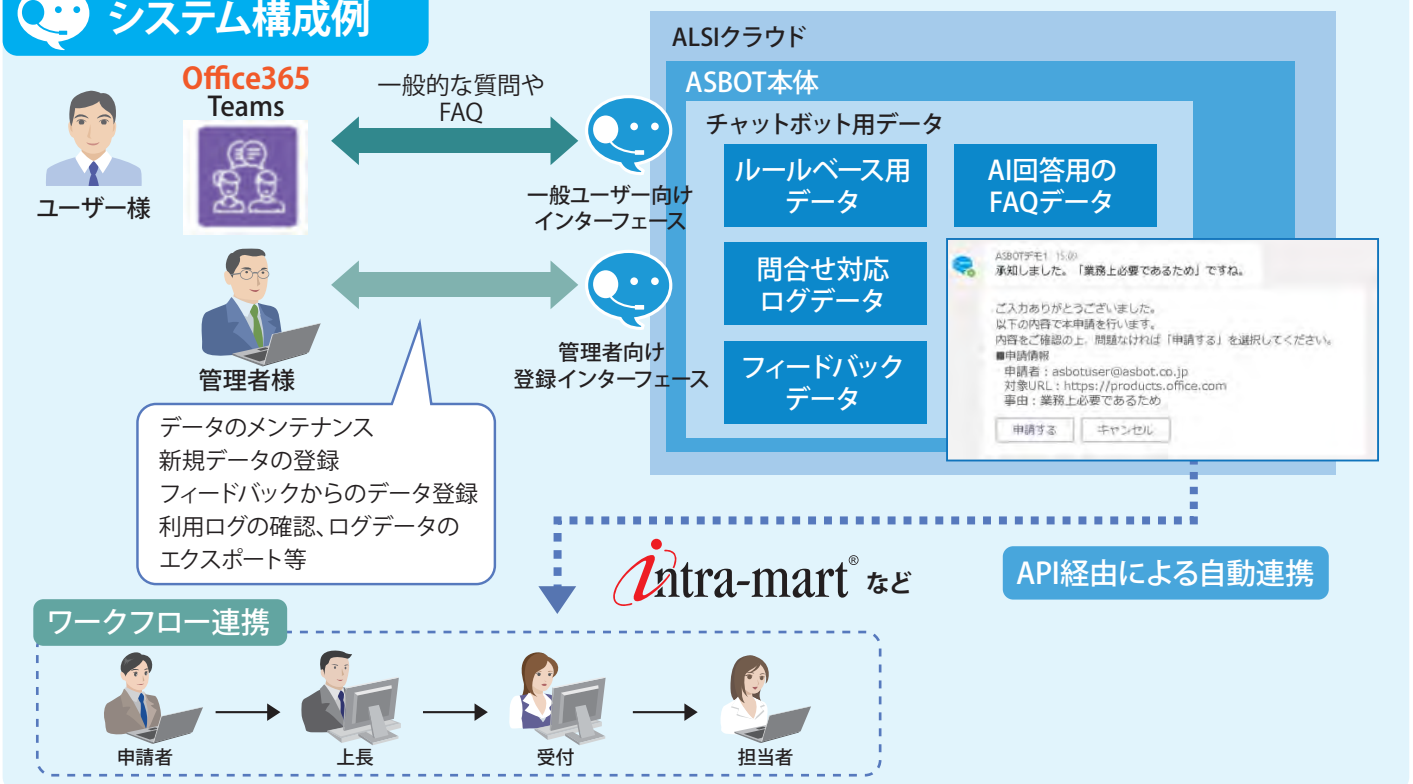 システム構成例
Office365
Teams
ユーザー様
一般的な質問や
FAQ
一般ユーザー向け
インターフェース
管理者様
管理者向け
登録インターフェース
データのメンテナンス
新規データの登録
フィードバックからのデータ登録
利用ログの確認、ログデータの
エクスポート等
ALSIクラウド
ASBOT本体
チャットボット用データ
ルールベース用
データ
AI回答用の
FAQデータ
問合せ対応
ログデータ
フィードバック
データ
ASBOTデモ1 15:00
承知しました。「業務上必要であるため」ですね。
ご入力ありがとうございました。
以下の内容で本申請を行います。
内容をご確認の上、問題なければ「申請する」を選択してください。
■申請情報
申請者：asbotuser@asbot.co.jp
対象URL：https://products.office.com
事由：業務上必要であるため
申請する
キャンセル
intra-mart® など
API経由による自動連携
ワークフロー連携
申請者
上長
受付
担当者